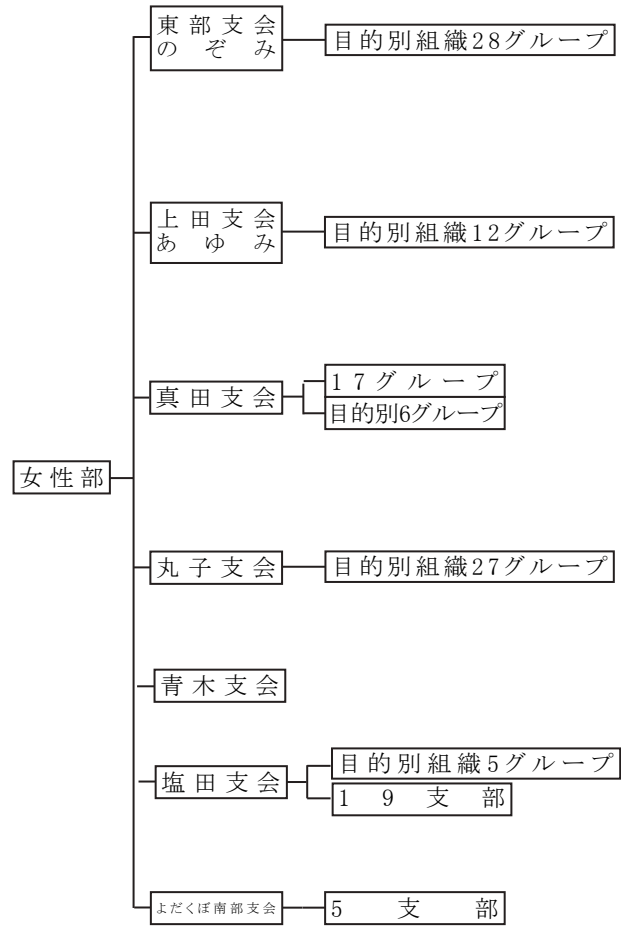 東部支会
のぞみ
目的別組織28グループ
上田支会
あゆみ
目的別組織12グループ
真田支会
17グループ
目的別6グループ
女性部
丸子支会
目的別組織27グループ
青木支会
塩田支会
目的別組織5グループ
19支部
よだくぼ南部支会
5支部